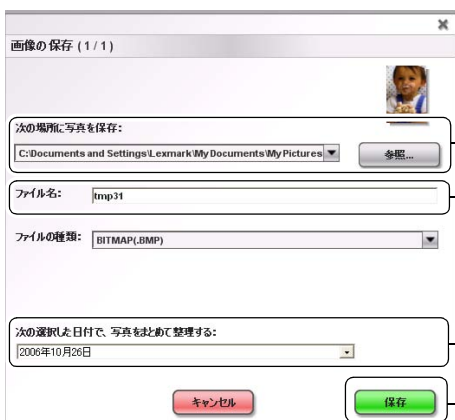 画像の保存 (1 / 1)
次の場所に写真を保存:
C:\Documents and Settings\Lexmark\My Documents\My Pictures
参照...
ファイル名: tmp31
ファイルの種類: BITMAP(.BMP)
次の選択した日付で、写真をまとめて整理する:
2006年10月26日
キャンセル 保存